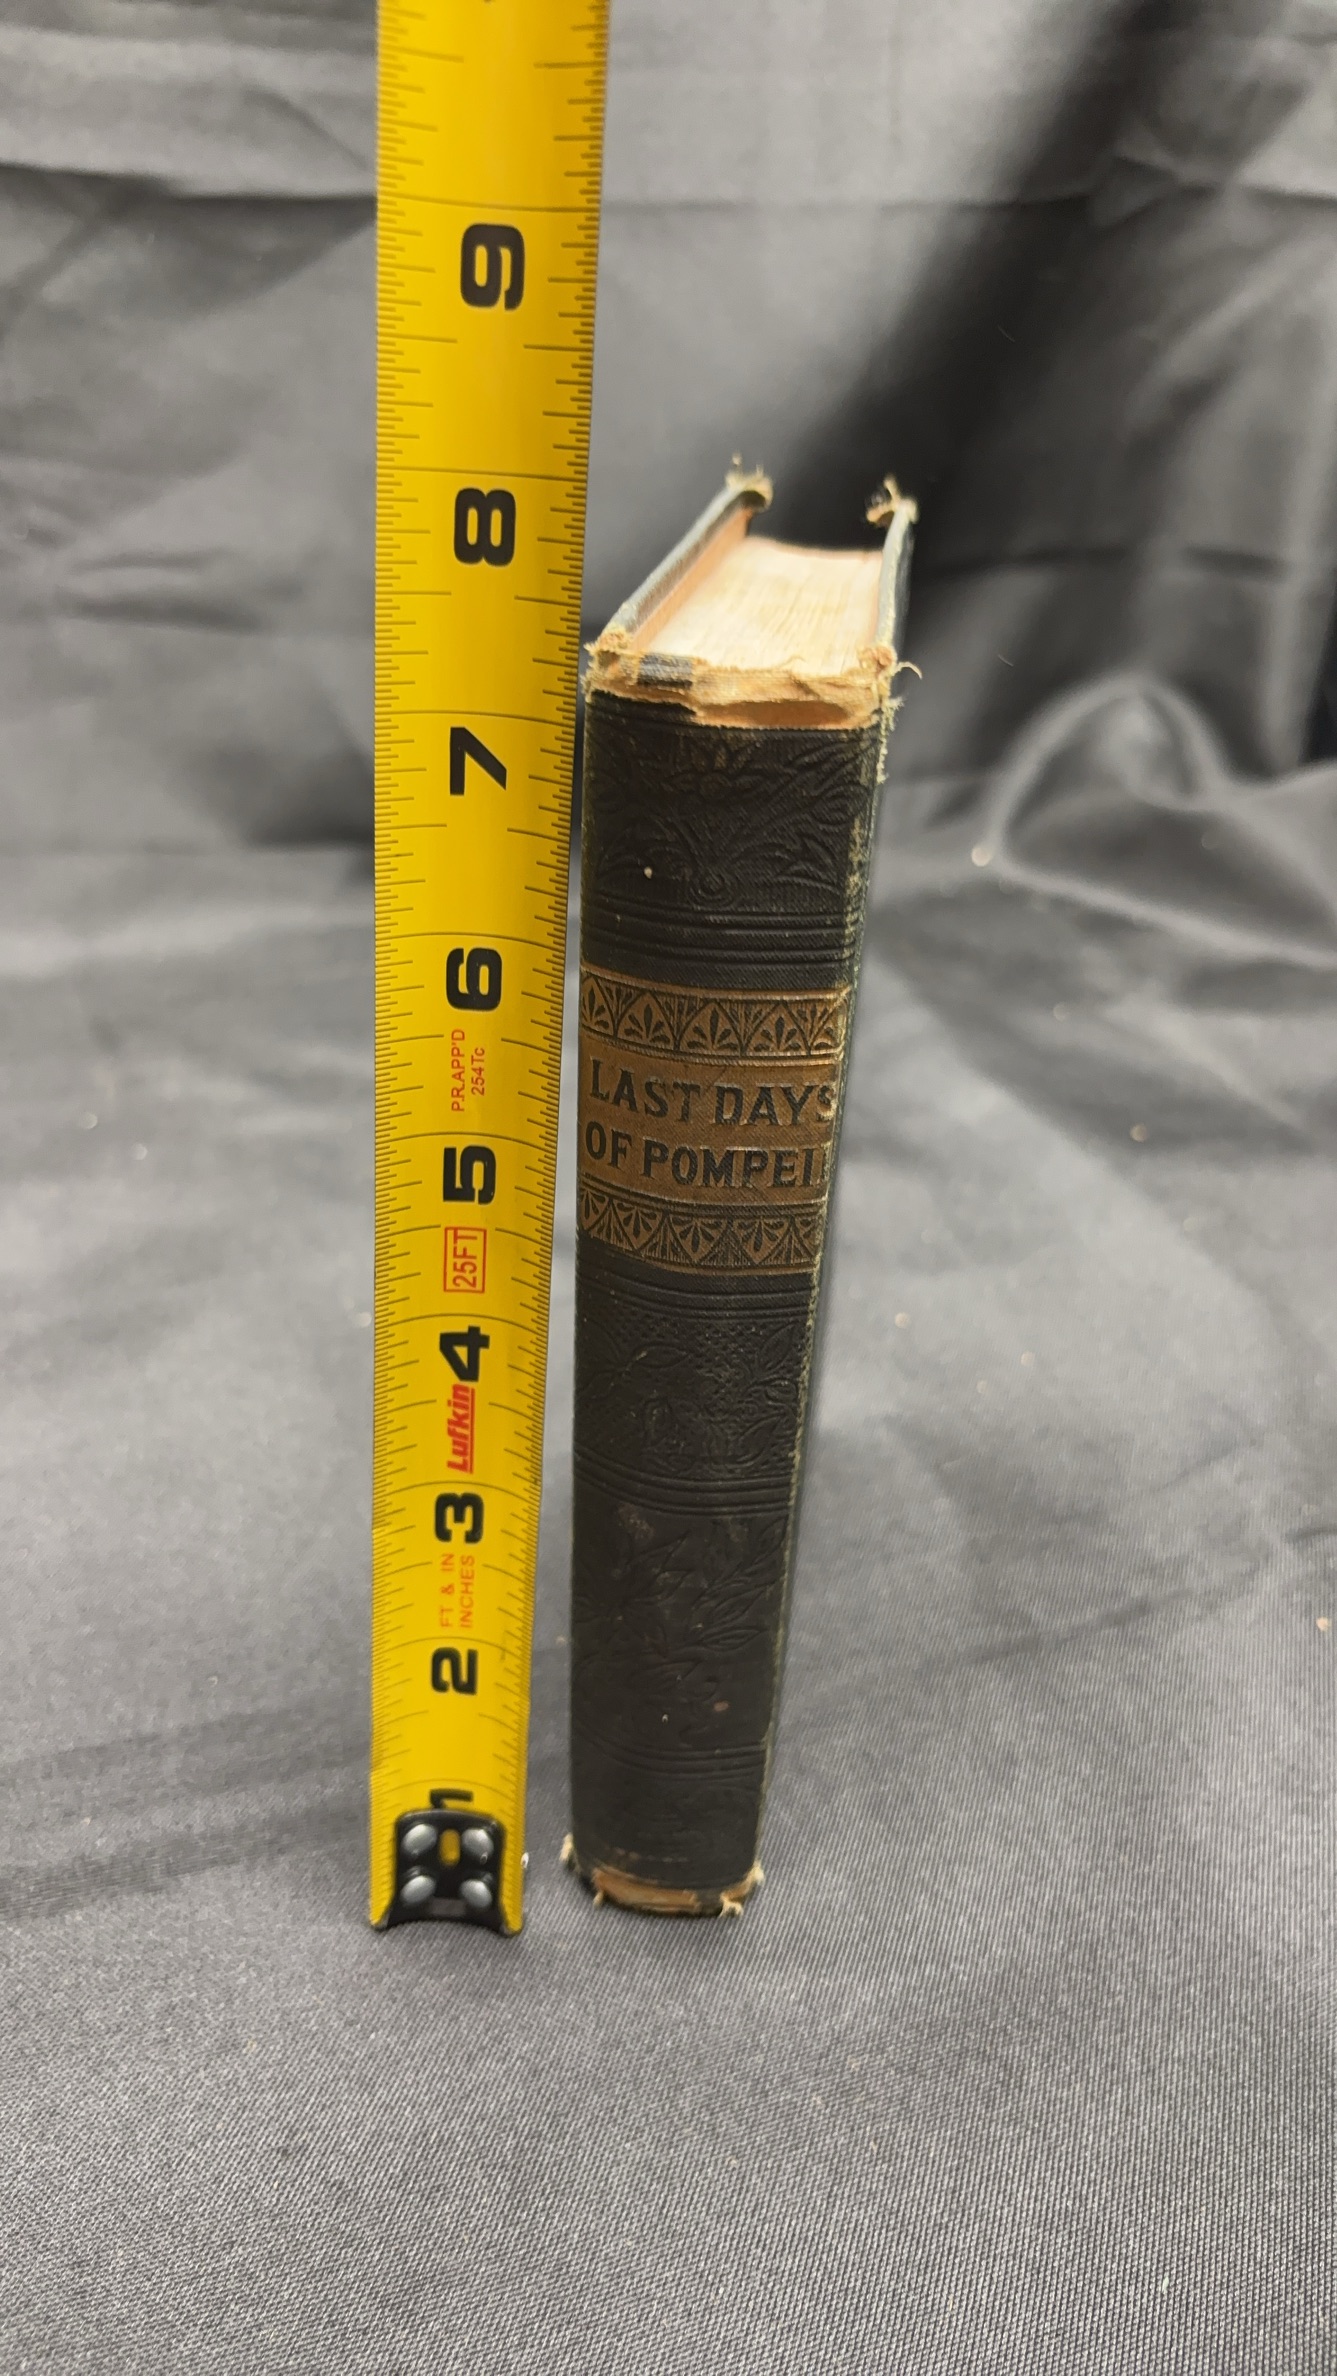 9
8
7
6
P.R.APP'D
254Tc
5
25FT
4
Lufkin
3
FT & IN
INCHES
2
1
LAST DAYS
OF POMPEII